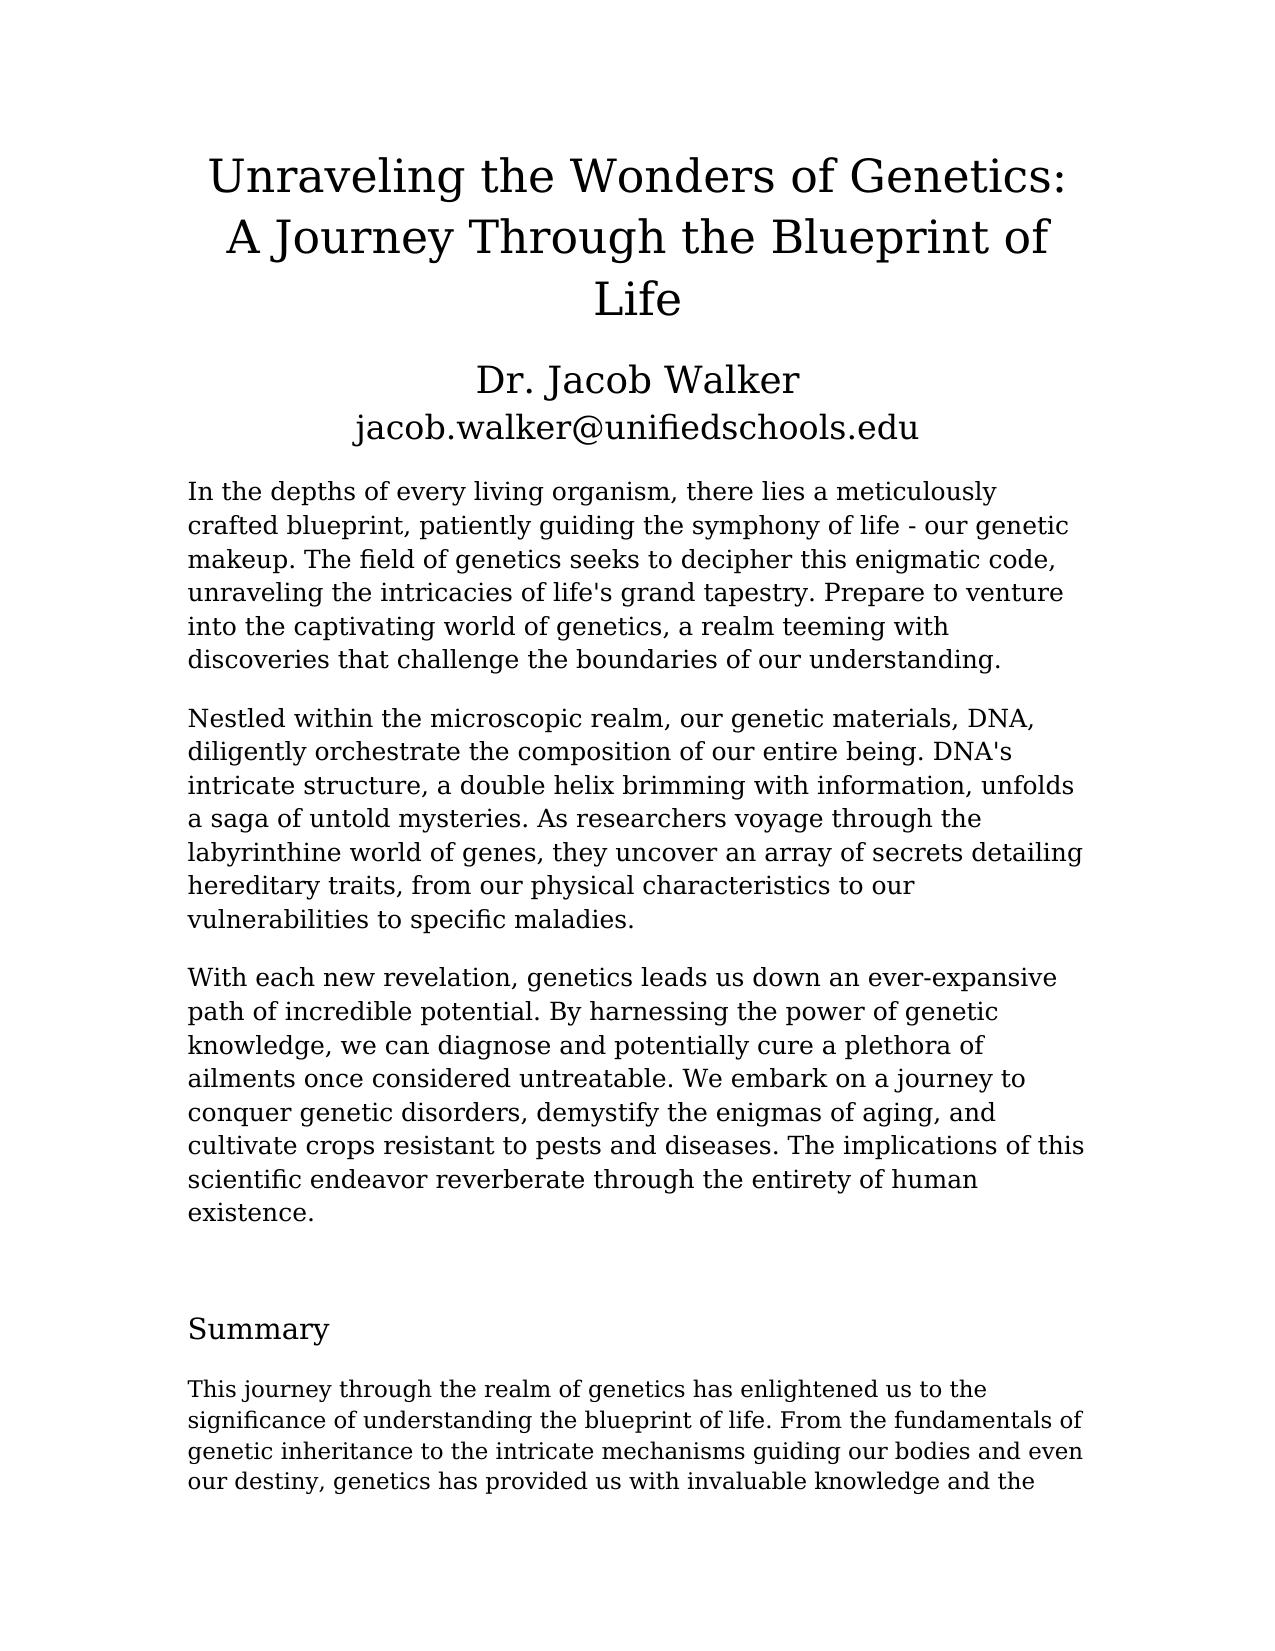 Unraveling the Wonders of Genetics:
A Journey Through the Blueprint of
Life
Dr. Jacob Walker
jacob.walker@unifiedschools.edu
In the depths of every living organism, there lies a meticulously
crafted blueprint, patiently guiding the symphony of life - our genetic
makeup. The field of genetics seeks to decipher this enigmatic code,
unraveling the intricacies of life's grand tapestry. Prepare to venture
into the captivating world of genetics, a realm teeming with
discoveries that challenge the boundaries of our understanding.
Nestled within the microscopic realm, our genetic materials, DNA,
diligently orchestrate the composition of our entire being. DNA's
intricate structure, a double helix brimming with information, unfolds
a saga of untold mysteries. As researchers voyage through the
labyrinthine world of genes, they uncover an array of secrets detailing
hereditary traits, from our physical characteristics to our
vulnerabilities to specific maladies.
With each new revelation, genetics leads us down an ever-expansive
path of incredible potential. By harnessing the power of genetic
knowledge, we can diagnose and potentially cure a plethora of
ailments once considered untreatable. We embark on a journey to
conquer genetic disorders, demystify the enigmas of aging, and
cultivate crops resistant to pests and diseases. The implications of this
scientific endeavor reverberate through the entirety of human
existence.
Summary
This journey through the realm of genetics has enlightened us to the
significance of understanding the blueprint of life. From the fundamentals of
genetic inheritance to the intricate mechanisms guiding our bodies and even
our destiny, genetics has provided us with invaluable knowledge and the